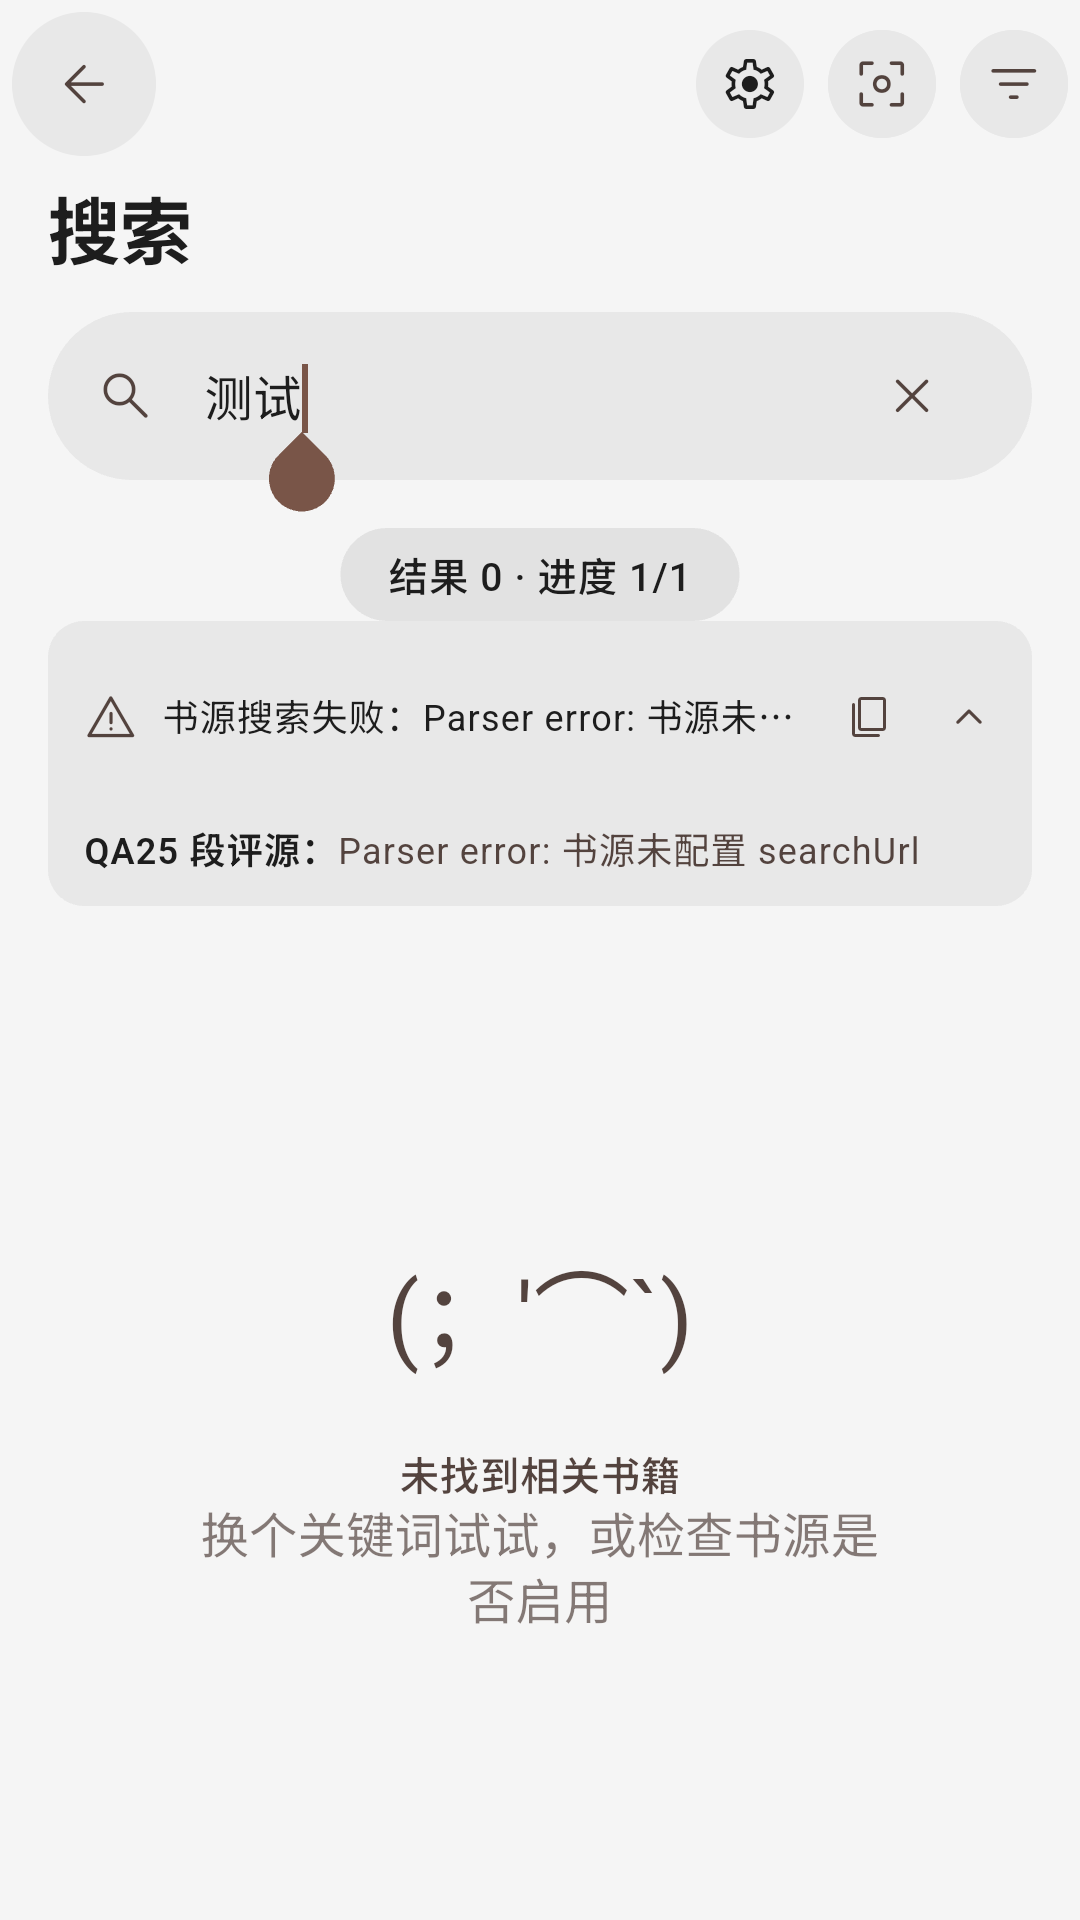 搜索
测试
结果 0 · 进度 1/1
书源搜索失败：Parser error: 书源未…
QA25 段评源：Parser error: 书源未配置 searchUrl
(；'⌒`)
未找到相关书籍
换个关键词试试，或检查书源是
否启用